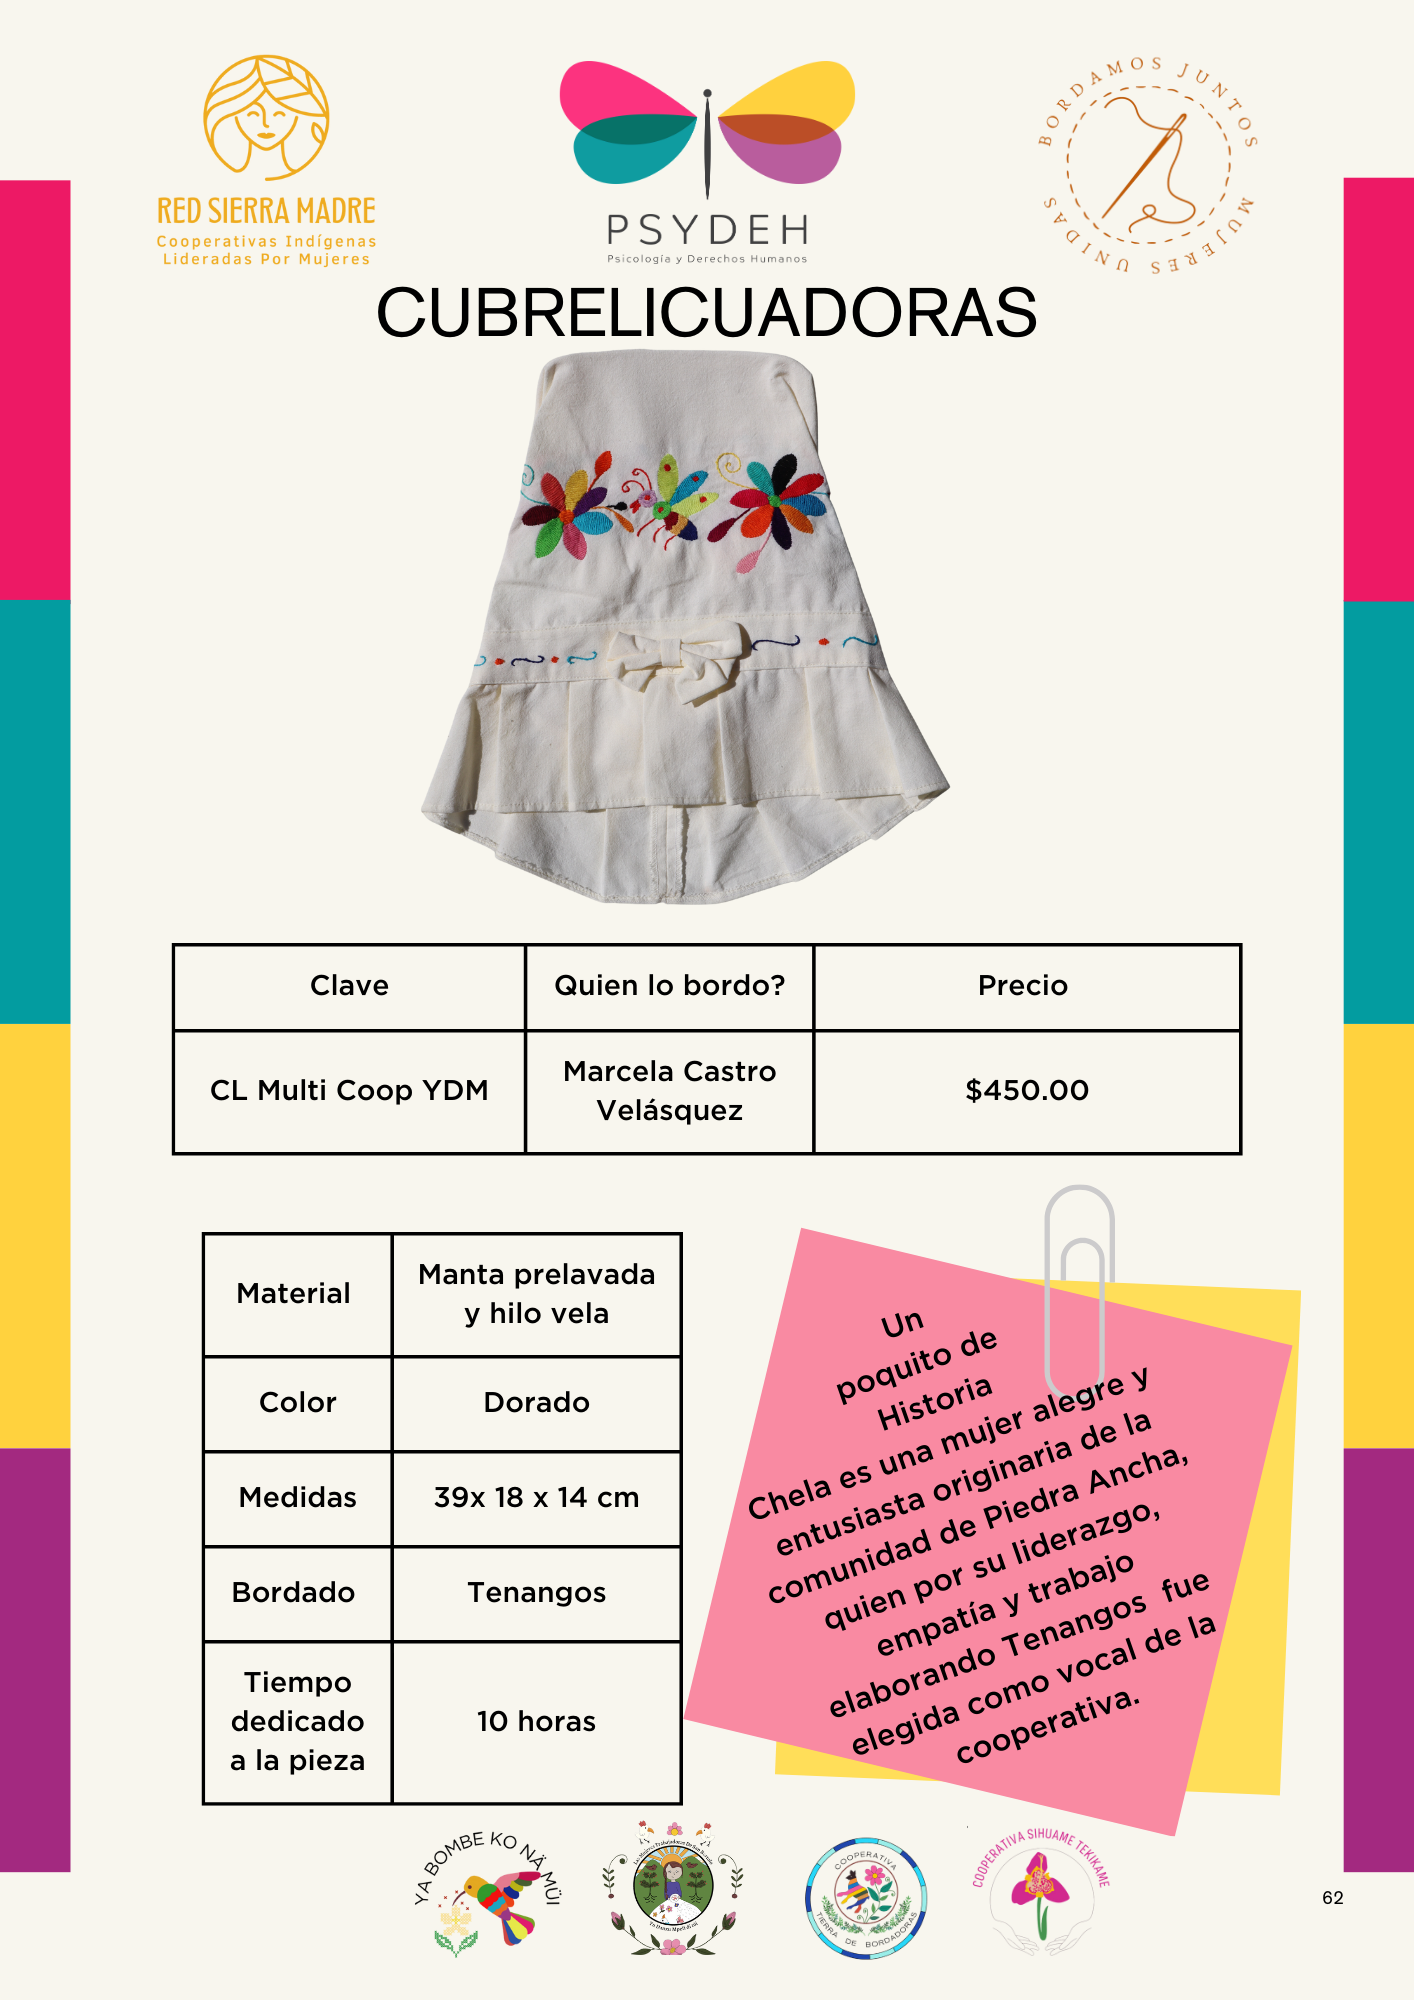 RED SIERRA MADRE
Cooperativas Indígenas
Lideradas Por Mujeres
PSYDEH
Psicología y Derechos Humanos
BORDAMOS JUNTOS
MUJERES UNIDAS
CUBRELICUADORAS
Clave
Quien lo bordo?
Precio
CL Multi Coop YDM
Marcela Castro
Velásquez
$450.00
Material
Manta prelavada
y hilo vela
Color
Dorado
Medidas
39x 18 x 14 cm
Bordado
Tenangos
Tiempo
dedicado
a la pieza
10 horas
Un
poquito de
Historia
Chela es una mujer alegre y
entusiasta originaria de la
comunidad de Piedra Ancha,
quien por su liderazgo,
empatía y trabajo
elaborando Tenangos fue
elegida como vocal de la
cooperativa.
YA BOMBE KO NÄ MÜI
COOPERATIVA
TIERRA DE BORDADORAS
COOPERATIVA SIHUAME TEKIKAME
62